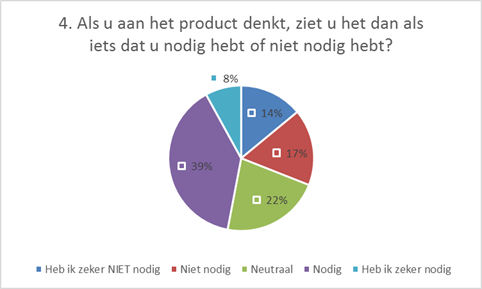 4. Als u aan het product denkt, ziet u het dan als
iets dat u nodig hebt of niet nodig hebt?
8%
14%
17%
39%
22%
Heb ik zeker NIET nodig
Niet nodig
Neutraal
Nodig
Heb ik zeker nodig